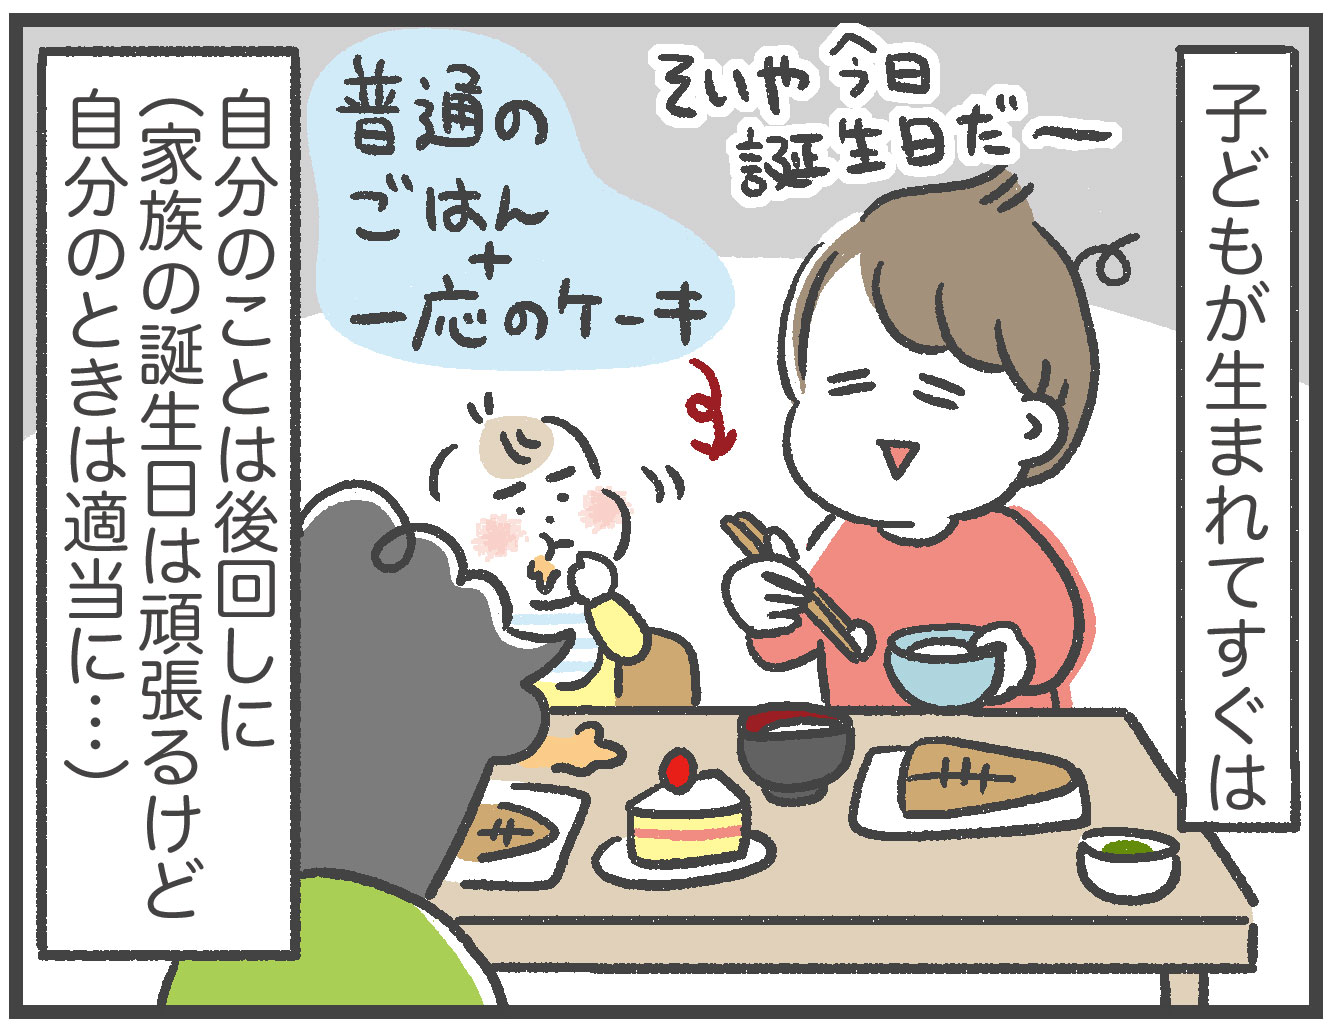 子どもが生まれてすぐは
そいや今日
誕生日だー
普通の
ごはん
+
一応のケーキ
自分のことは後回しに
（家族の誕生日は頑張るけど
自分のときは適当に…）